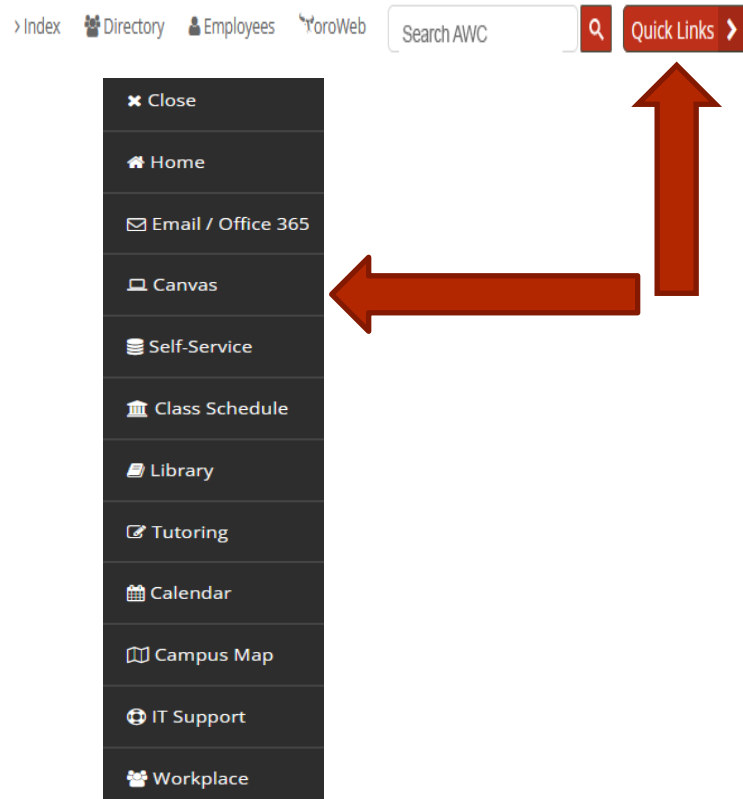 Index Directory Employees ToroWeb Search AWC Quick Links
Close
Home
Email / Office 365
Canvas
Self-Service
Class Schedule
Library
Tutoring
Calendar
Campus Map
IT Support
Workplace